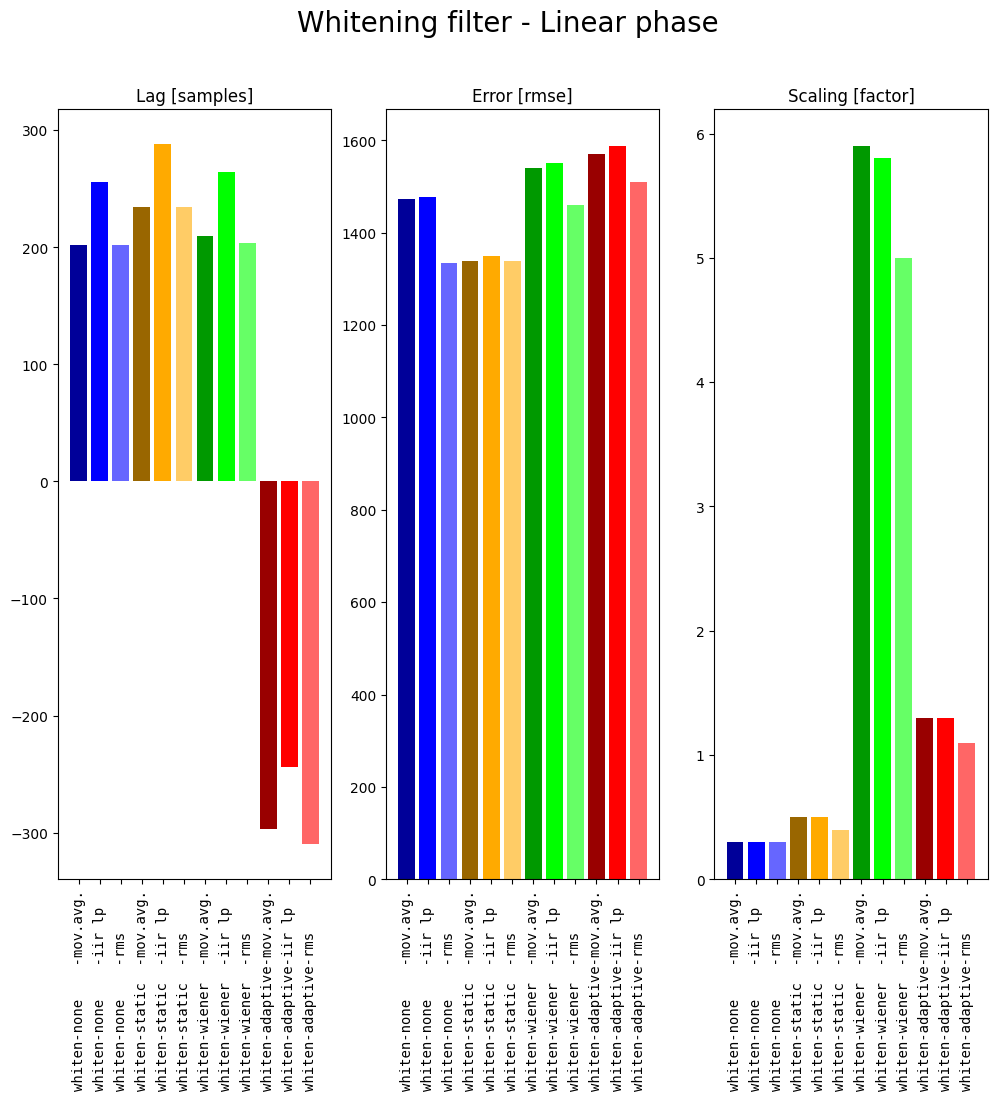 Whitening filter - Linear phase
Lag [samples]
300
200
100
0
−100
−200
−300
whiten-none    -mov.avg.
whiten-none    -iir lp
whiten-none    -rms
whiten-static  -mov.avg.
whiten-static  -iir lp
whiten-static  -rms
whiten-wiener  -mov.avg.
whiten-wiener  -iir lp
whiten-wiener  -rms
whiten-adaptive-mov.avg.
whiten-adaptive-iir lp
whiten-adaptive-rms
Error [rmse]
1600
1400
1200
1000
800
600
400
200
0
whiten-none    -mov.avg.
whiten-none    -iir lp
whiten-none    -rms
whiten-static  -mov.avg.
whiten-static  -iir lp
whiten-static  -rms
whiten-wiener  -mov.avg.
whiten-wiener  -iir lp
whiten-wiener  -rms
whiten-adaptive-mov.avg.
whiten-adaptive-iir lp
whiten-adaptive-rms
Scaling [factor]
6
5
4
3
2
1
0
whiten-none    -mov.avg.
whiten-none    -iir lp
whiten-none    -rms
whiten-static  -mov.avg.
whiten-static  -iir lp
whiten-static  -rms
whiten-wiener  -mov.avg.
whiten-wiener  -iir lp
whiten-wiener  -rms
whiten-adaptive-mov.avg.
whiten-adaptive-iir lp
whiten-adaptive-rms